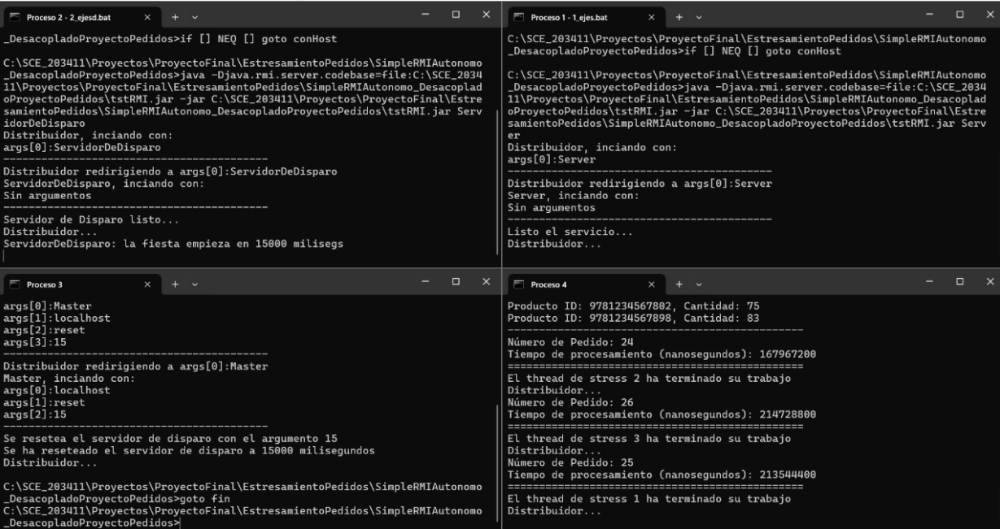 Proceso 2 - 2_ejesd.bat
_DesacopladoProyectoPedidos>if [] NEQ [] goto conHost
C:\SCE_203411\Proyectos\ProyectoFinal\EstresamientoPedidos\SimpleRMIAutonomo
_DesacopladoProyectoPedidos>java -Djava.rmi.server.codebase=file:C:\SCE_2034
11\Proyectos\ProyectoFinal\EstresamientoPedidos\SimpleRMIAutonomo_Desacoplad
oProyectoPedidos\tstRMI.jar -jar C:\SCE_203411\Proyectos\ProyectoFinal\Estre
samientoPedidos\SimpleRMIAutonomo_DesacopladoProyectoPedidos\tstRMI.jar Serv
idorDeDisparo
Distribuidor, inciando con:
args[0]:ServidorDeDisparo
------------------------------------------
Distribuidor redirigiendo a args[0]:ServidorDeDisparo
ServidorDeDisparo, inciando con:
Sin argumentos
------------------------------------------
Servidor de Disparo listo...
Distribuidor...
ServidorDeDisparo: la fiesta empieza en 15000 milisegs
Proceso 1 - 1_ejes.bat
C:\SCE_203411\Proyectos\ProyectoFinal\EstresamientoPedidos\SimpleRMIAutonomo
_DesacopladoProyectoPedidos>if [] NEQ [] goto conHost
C:\SCE_203411\Proyectos\ProyectoFinal\EstresamientoPedidos\SimpleRMIAutonomo
_DesacopladoProyectoPedidos>java -Djava.rmi.server.codebase=file:C:\SCE_2034
11\Proyectos\ProyectoFinal\EstresamientoPedidos\SimpleRMIAutonomo_Desacoplad
oProyectoPedidos\tstRMI.jar -jar C:\SCE_203411\Proyectos\ProyectoFinal\Estre
samientoPedidos\SimpleRMIAutonomo_DesacopladoProyectoPedidos\tstRMI.jar Serv
er
Distribuidor, inciando con:
args[0]:Server
------------------------------------------
Distribuidor redirigiendo a args[0]:Server
Server, inciando con:
Sin argumentos
------------------------------------------
Listo el servicio...
Distribuidor...
Proceso 3
args[0]:Master
args[1]:localhost
args[2]:reset
args[3]:15
------------------------------------------
Distribuidor redirigiendo a args[0]:Master
Master, inciando con:
args[0]:localhost
args[1]:reset
args[2]:15
------------------------------------------
Se resetea el servidor de disparo con el argumento 15
Se ha reseteado el servidor de disparo a 15000 milisegundos
Distribuidor...
C:\SCE_203411\Proyectos\ProyectoFinal\EstresamientoPedidos\SimpleRMIAutonomo
_DesacopladoProyectoPedidos>goto fin
C:\SCE_203411\Proyectos\ProyectoFinal\EstresamientoPedidos\SimpleRMIAutonomo
_DesacopladoProyectoPedidos>
Proceso 4
Producto ID: 9781234567802, Cantidad: 75
Producto ID: 9781234567898, Cantidad: 83
-----------------------------------------------
Número de Pedido: 24
Tiempo de procesamiento (nanosegundos): 167967200
===============================================
El thread de stress 2 ha terminado su trabajo
Distribuidor...
Número de Pedido: 26
Tiempo de procesamiento (nanosegundos): 214728800
===============================================
El thread de stress 3 ha terminado su trabajo
Distribuidor...
Número de Pedido: 25
Tiempo de procesamiento (nanosegundos): 213544400
===============================================
El thread de stress 1 ha terminado su trabajo
Distribuidor...